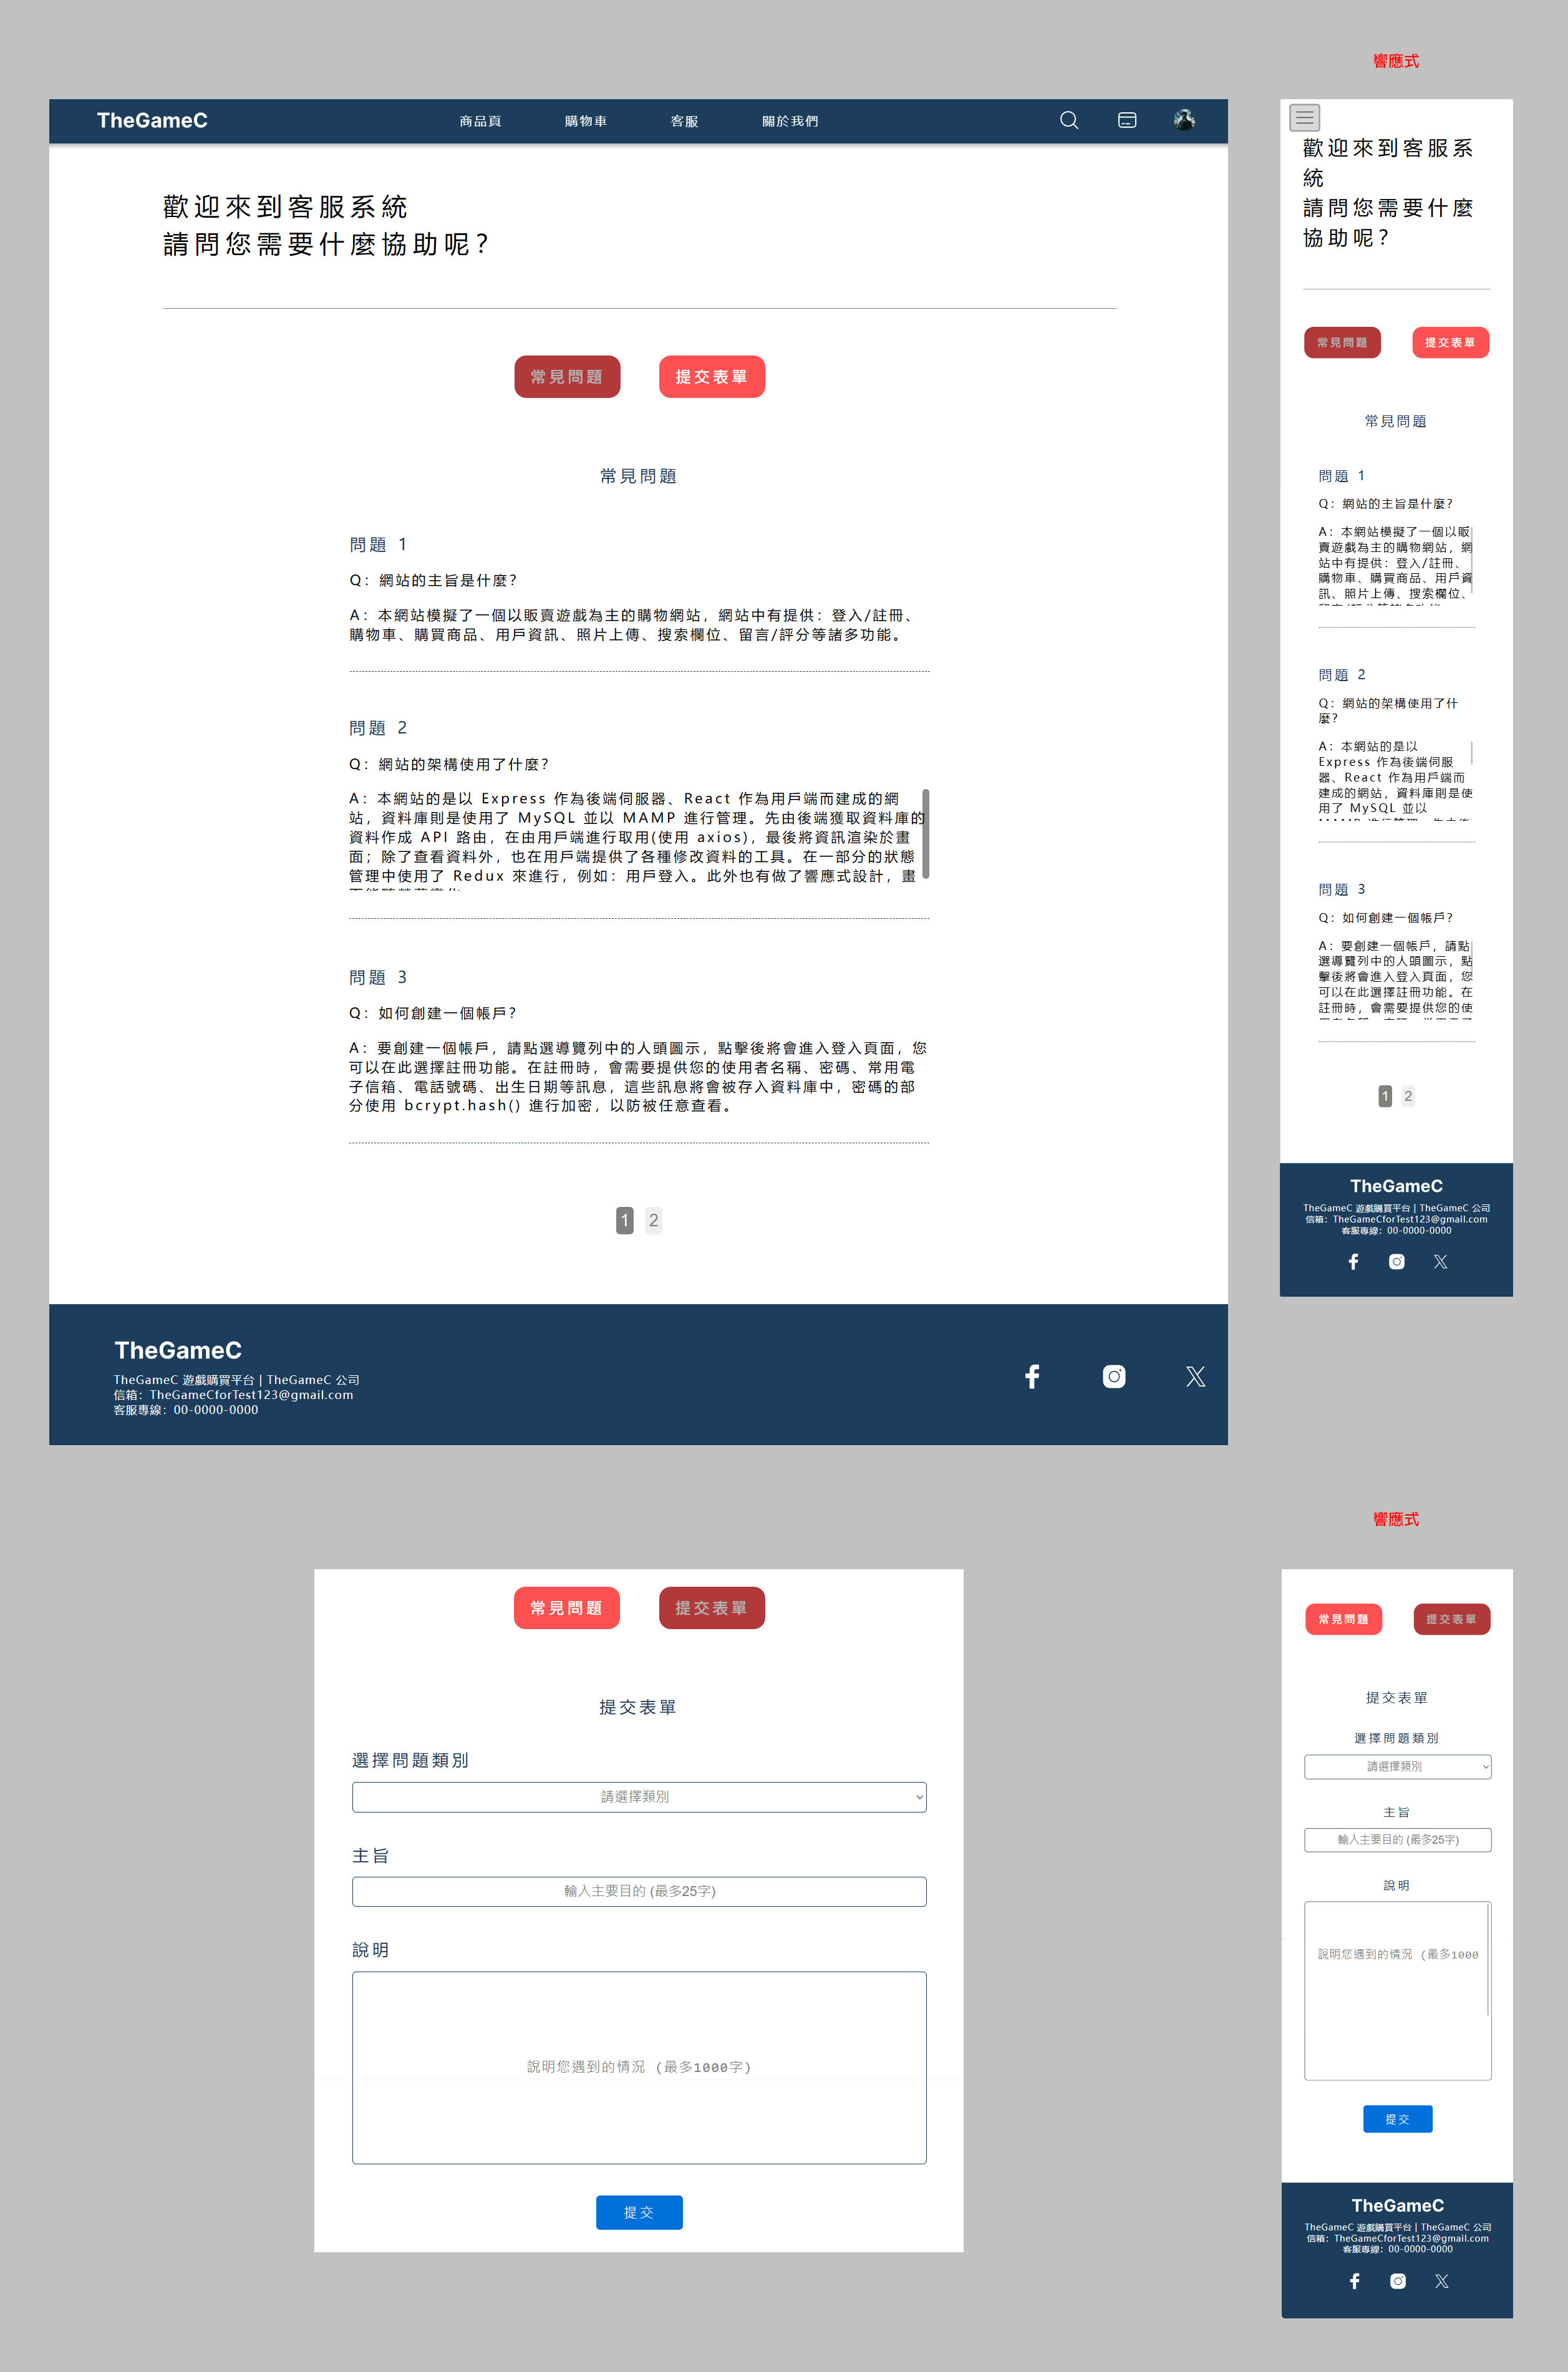 響應式
TheGameC
商品頁
購物車
客服
關於我們
歡迎來到客服系統
請問您需要什麼協助呢？
常見問題
提交表單
常見問題
問題 1
Q：網站的主旨是什麼?
A：本網站模擬了一個以販賣遊戲為主的購物網站，網站中有提供：登入/註冊、
購物車、購買商品、用戶資訊、照片上傳、搜索欄位、留言/評分等諸多功能。
問題 2
Q：網站的架構使用了什麼?
A：本網站的是以 Express 作為後端伺服器、React 作為用戶端而建成的網
站，資料庫則是使用了 MySQL 並以 MAMP 進行管理。先由後端獲取資料庫的
資料作成 API 路由，在由用戶端進行取用(使用 axios)，最後將資訊渲染於畫
面；除了查看資料外，也在用戶端提供了各種修改資料的工具。在一部分的狀態
管理中使用了 Redux 來進行，例如：用戶登入。此外也有做了響應式設計，畫
問題 3
Q：如何創建一個帳戶?
A：要創建一個帳戶，請點選導覽列中的人頭圖示，點擊後將會進入登入頁面，您
可以在此選擇註冊功能。在註冊時，會需要提供您的使用者名稱、密碼、常用電
子信箱、電話號碼、出生日期等訊息，這些訊息將會被存入資料庫中，密碼的部
分使用 bcrypt.hash() 進行加密，以防被任意查看。
1 2
TheGameC
TheGameC 遊戲購買平台 | TheGameC 公司
信箱：TheGameCforTest123@gmail.com
客服專線：00-0000-0000
歡迎來到客服系
統
請問您需要什麼
協助呢？
常見問題
提交表單
常見問題
問題 1
Q：網站的主旨是什麼?
A：本網站模擬了一個以販
賣遊戲為主的購物網站，網
站中有提供：登入/註冊、
購物車、購買商品、用戶資
訊、照片上傳、搜索欄位、
問題 2
Q：網站的架構使用了什
麼?
A：本網站的是以
Express 作為後端伺服
器、React 作為用戶端而
建成的網站，資料庫則是使
用了 MySQL 並以
問題 3
Q：如何創建一個帳戶?
A：要創建一個帳戶，請點
選導覽列中的人頭圖示，點
擊後將會進入登入頁面，您
可以在此選擇註冊功能。在
註冊時，會需要提供您的使
1 2
TheGameC
TheGameC 遊戲購買平台 | TheGameC 公司
信箱：TheGameCforTest123@gmail.com
客服專線：00-0000-0000
響應式
常見問題
提交表單
提交表單
選擇問題類別
請選擇類別
主旨
輸入主要目的 (最多25字)
說明
說明您遇到的情況 (最多1000字)
提交
常見問題
提交表單
提交表單
選擇問題類別
請選擇類別
主旨
輸入主要目的 (最多25字)
說明
說明您遇到的情況 (最多1000
提交
TheGameC
TheGameC 遊戲購買平台 | TheGameC 公司
信箱：TheGameCforTest123@gmail.com
客服專線：00-0000-0000